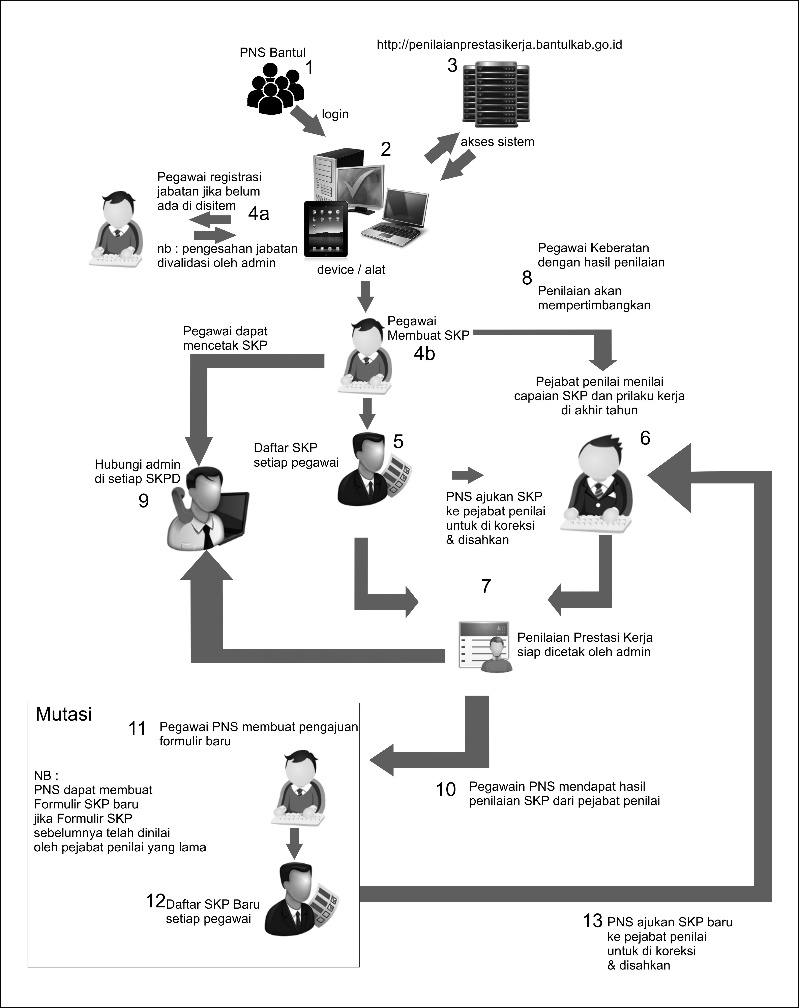 PNS Bantul
1
login
http://penilaianprestasikerja.bantulkab.go.id
3
akses sistem
2
device / alat
Pegawai registrasi
jabatan jika belum
ada di disitem
4a
nb : pengesahan jabatan
divalidasi oleh admin
Pegawai
Membuat SKP
4b
Pegawai Keberatan
dengan hasil penilaian
8
Penilaian akan
mempertimbangkan
Pegawai dapat
mencetak SKP
Pejabat penilai menilai
capaian SKP dan prilaku kerja
di akhir tahun
5
Daftar SKP
setiap pegawai
6
Hubungi admin
di setiap SKPD
9
PNS ajukan SKP
ke pejabat penilai
untuk di koreksi
& disahkan
7
Penilaian Prestasi Kerja
siap dicetak oleh admin
Mutasi
11 Pegawai PNS membuat pengajuan
formulir baru
NB :
PNS dapat membuat
Formulir SKP baru
jika Formulir SKP
sebelumnya telah dinilai
oleh pejabat penilai yang lama
10 Pegawain PNS mendapat hasil
penilaian SKP dari pejabat penilai
12 Daftar SKP Baru
setiap pegawai
13 PNS ajukan SKP baru
ke pejabat penilai
untuk di koreksi
& disahkan